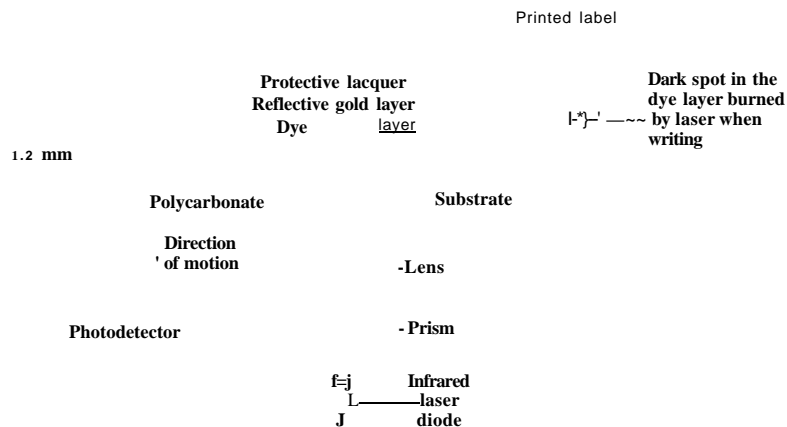 Printed label
Protective lacquer
Reflective gold layer
Dye layer
Dark spot in the
dye layer burned
l-*}–' —~~ by laser when
writing
1.2 mm
Polycarbonate
Substrate
Direction
' of motion
-Lens
Photodetector
- Prism
f=j Infrared
L———laser
J diode